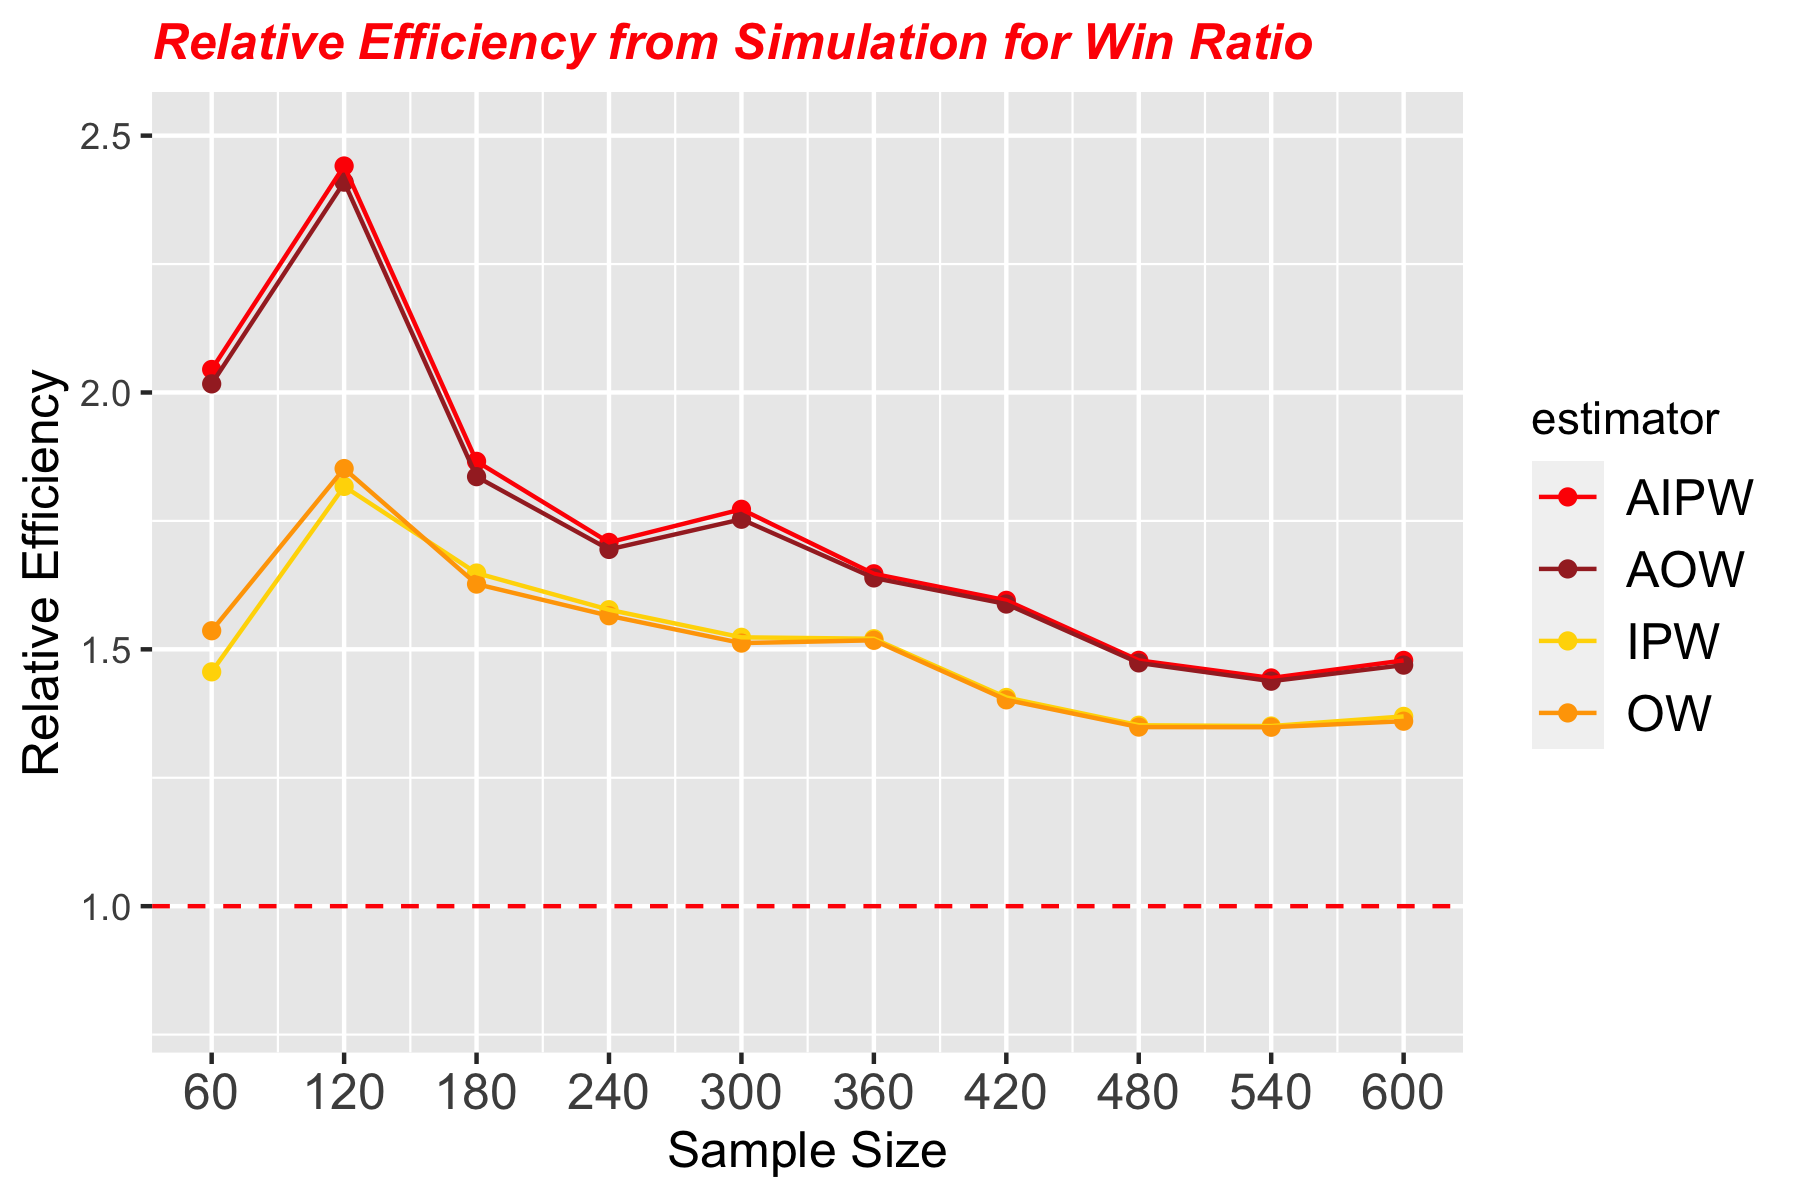 Relative Efficiency from Simulation for Win Ratio
Relative Efficiency
2.5
2.0
1.5
1.0
60 120 180 240 300 360 420 480 540 600
Sample Size
estimator
AIPW
AOW
IPW
OW